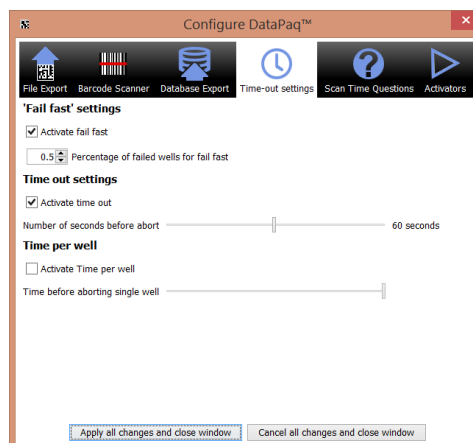 Configure DataPaq™
File Export Barcode Scanner Database Export Time-out settings Scan Time Questions Activators
'Fail fast' settings
Activate fail fast
0.5 Percentage of failed wells for fail fast
Time out settings
Activate time out
Number of seconds before abort 60 seconds
Time per well
Activate Time per well
Time before aborting single well
Apply all changes and close window Cancel all changes and close window